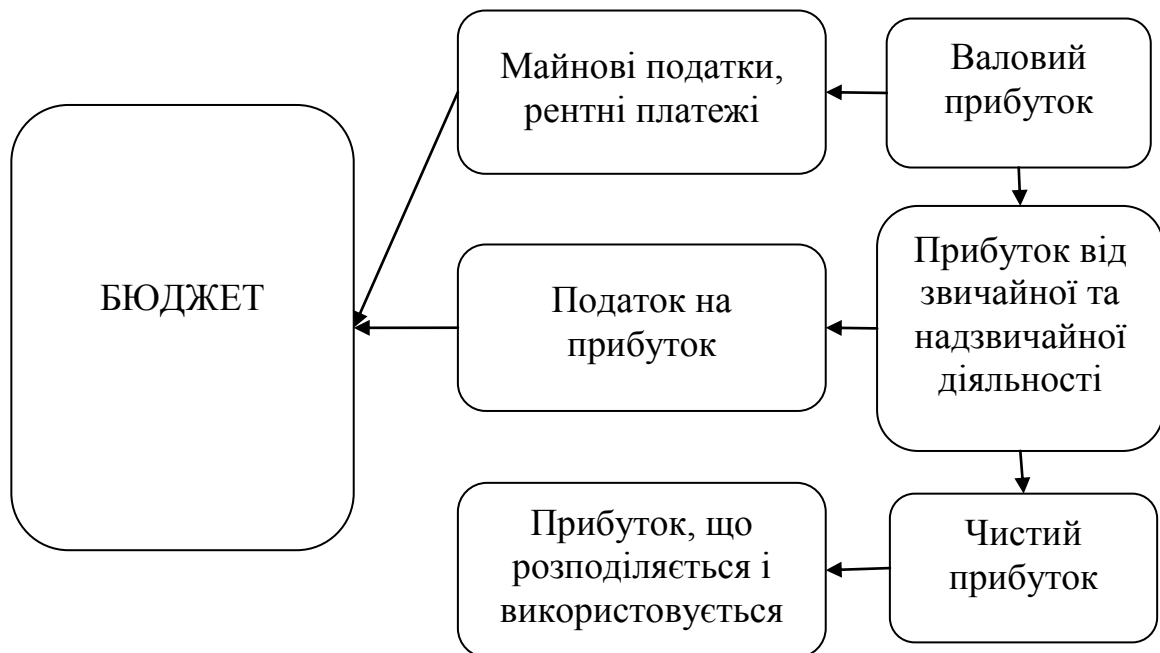 БЮДЖЕТ
Майнові податки,
рентні платежі
Валовий
прибуток
Податок на
прибуток
Прибуток від
звичайної та
надзвичайної
діяльності
Прибуток, що
розподіляється і
використовується
Чистий
прибуток